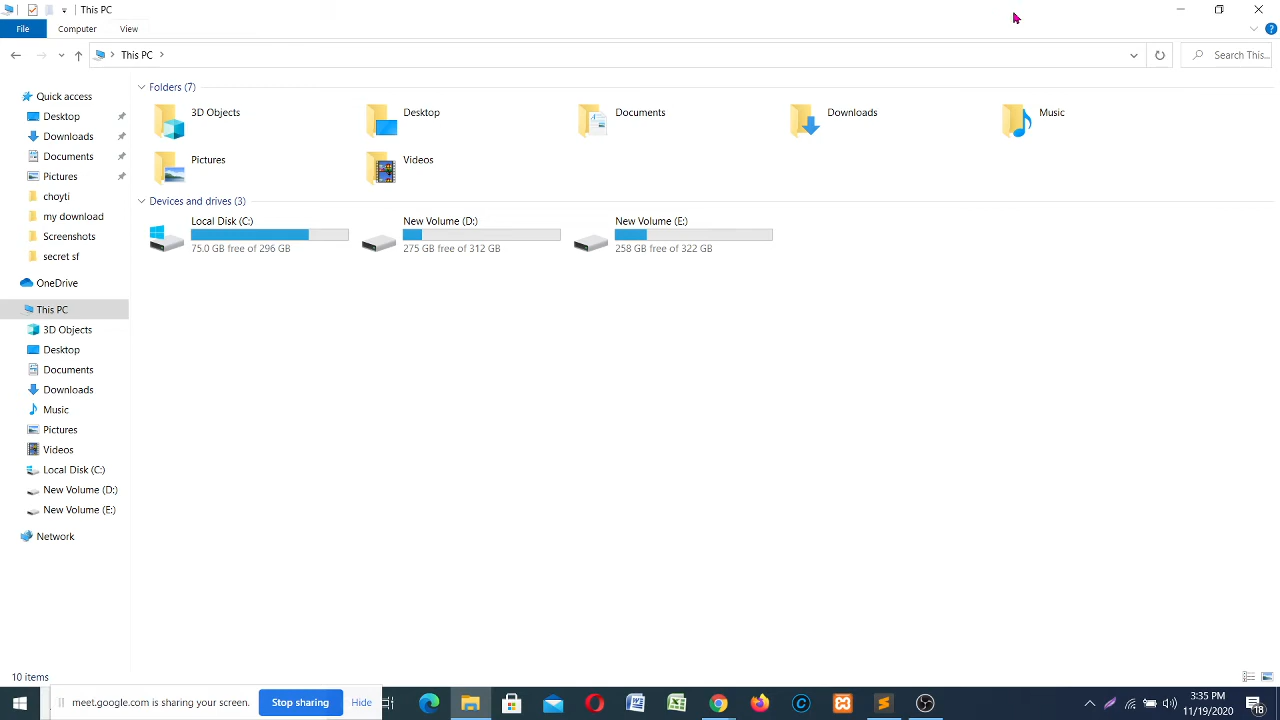 This PC
File Computer View
This PC
Search This...
Folders (7)
3D Objects
Desktop
Documents
Downloads
Music
Pictures
Videos
Devices and drives (3)
Local Disk (C:)
75.0 GB free of 296 GB
New Volume (D:)
275 GB free of 312 GB
New Volume (E:)
258 GB free of 322 GB
Quick access
Desktop
Downloads
Documents
Pictures
choyti
my download
Screenshots
secret sf
OneDrive
This PC
3D Objects
Desktop
Documents
Downloads
Music
Pictures
Videos
Local Disk (C:)
New Volume (D:)
New Volume (E:)
Network
10 items
meet.google.com is sharing your screen. Stop sharing Hide
3:35 PM
11/19/2020
18